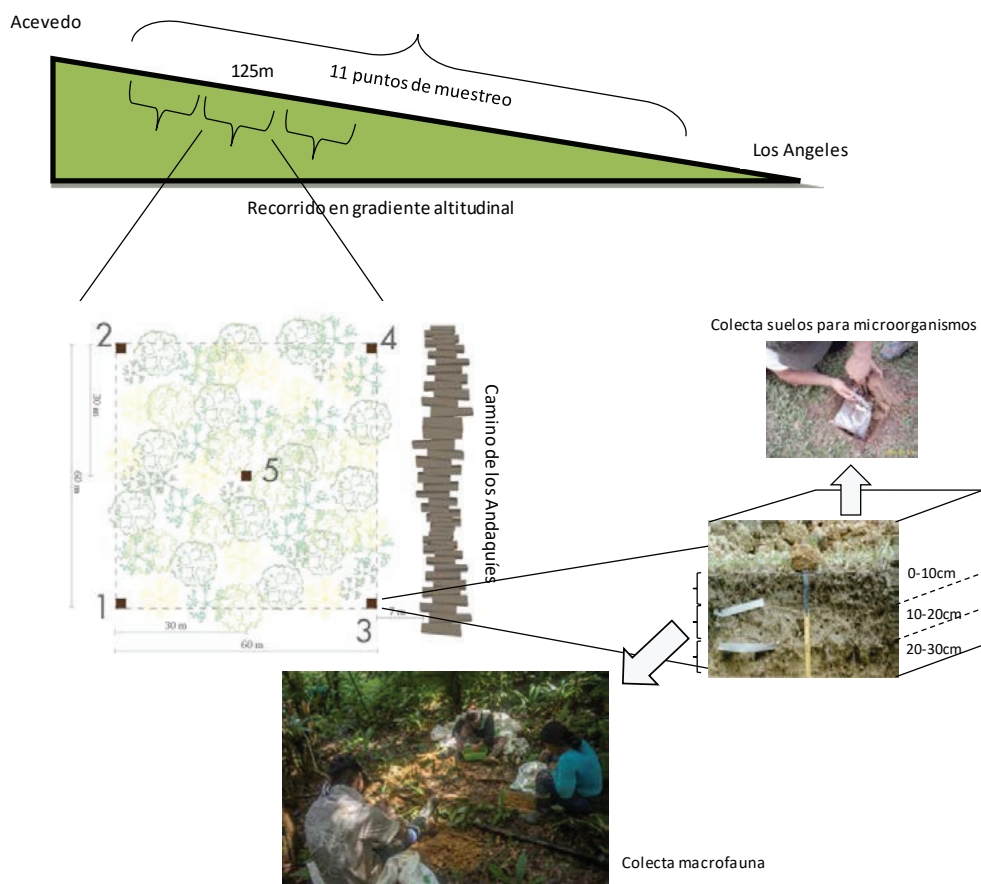 Acevedo
125m
11 puntos de muestreo
Los Angeles
Recorrido en gradiente altitudinal
2
4
30 m
60 m
5
1
3
7 m
30 m
60 m
Camino de los Andaquíes
Colecta suelos para microorganismos
0-10cm
10-20cm
20-30cm
Colecta macrofauna